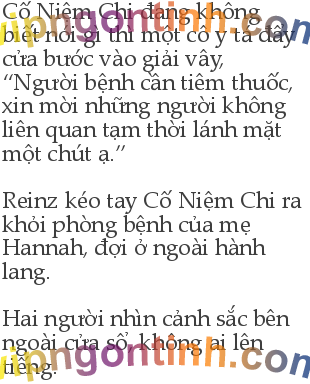 Cố Niệm Chi đang không
biết nói gì thì một cô y tá đẩy
cửa bước vào giải vây,
“Người bệnh cần tiêm thuốc,
xin mời những người không
liên quan tạm thời lánh mặt
một chút ạ.”
Reinz kéo tay Cố Niệm Chi ra
khỏi phòng bệnh của mẹ
Hannah, đợi ở ngoài hành
lang.
Hai người nhìn cảnh sắc bên
ngoài cửa sổ, không ai lên
tiếng.